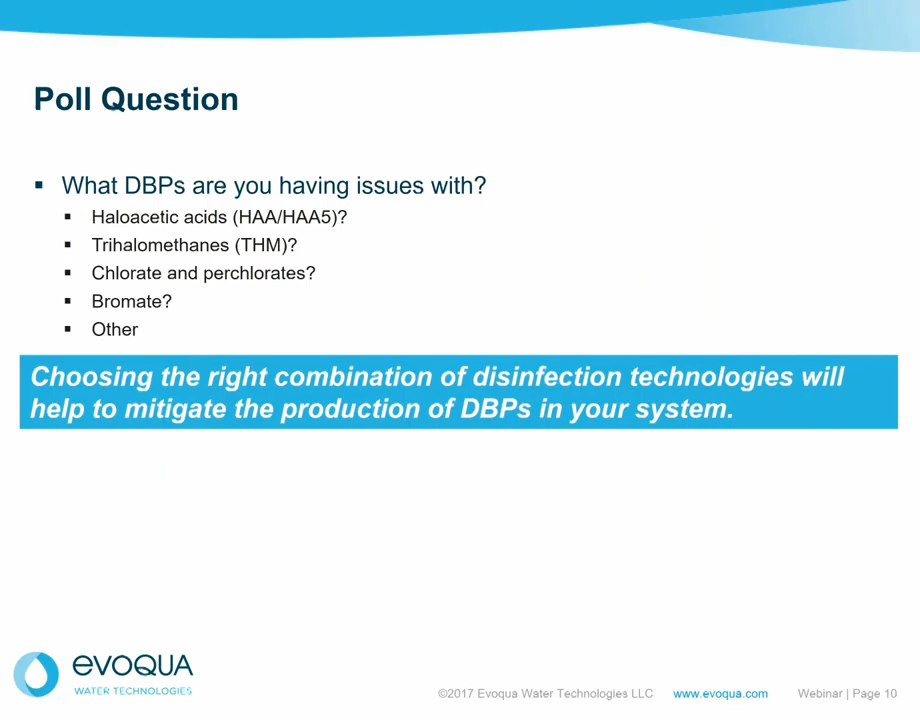 Poll Question
▪ What DBPs are you having issues with?
▪ Haloacetic acids (HAA/HAA5)?
▪ Trihalomethanes (THM)?
▪ Chlorate and perchlorates?
▪ Bromate?
▪ Other
Choosing the right combination of disinfection technologies will
help to mitigate the production of DBPs in your system.
evoQUA
WATER TECHNOLOGIES
©2017 Evoqua Water Technologies LLC www.evoqua.com Webinar | Page 10